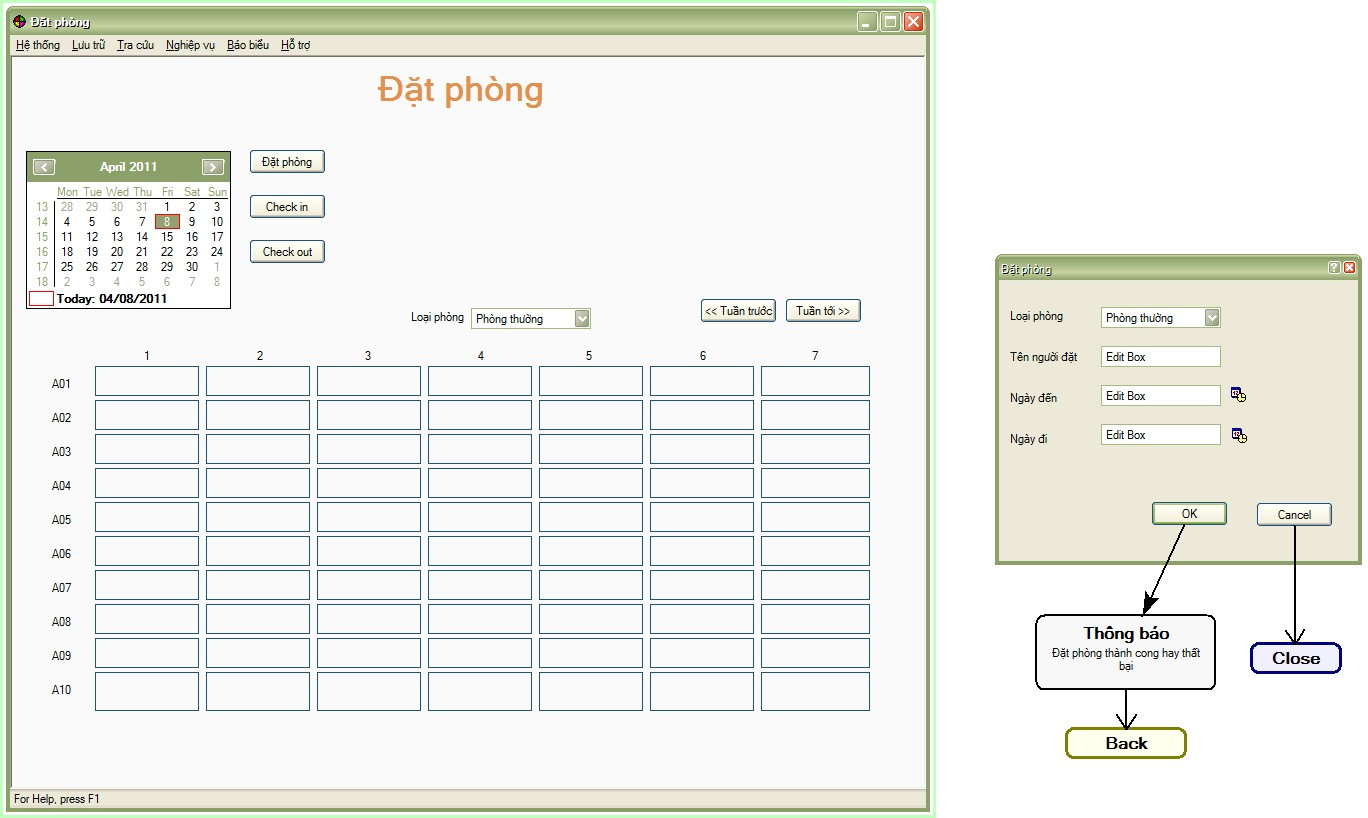 Đặt phòng
Hệ thống Lưu trữ Tra cứu Nghiệp vụ Báo biểu Hỗ trợ
Đặt phòng
April 2011
Mon Tue Wed Thu Fri Sat Sun
13 28 29 30 31 1 2 3
14 4 5 6 7 8 9 10
15 11 12 13 14 15 16 17
16 18 19 20 21 22 23 24
17 25 26 27 28 29 30 1
18 2 3 4 5 6 7 8
Today: 04/08/2011
Đặt phòng
Check in
Check out
Loại phòng Phòng thường << Tuần trước Tuần tới >>
1 2 3 4 5 6 7
A01
A02
A03
A04
A05
A06
A07
A08
A09
A10
For Help, press F1
Đặt phòng
Loại phòng Phòng thường
Tên người đặt Edit Box
Ngày đến Edit Box
Ngày đi Edit Box
OK Cancel
Thông báo
Đặt phòng thành cong hay thất
bại
Close
Back